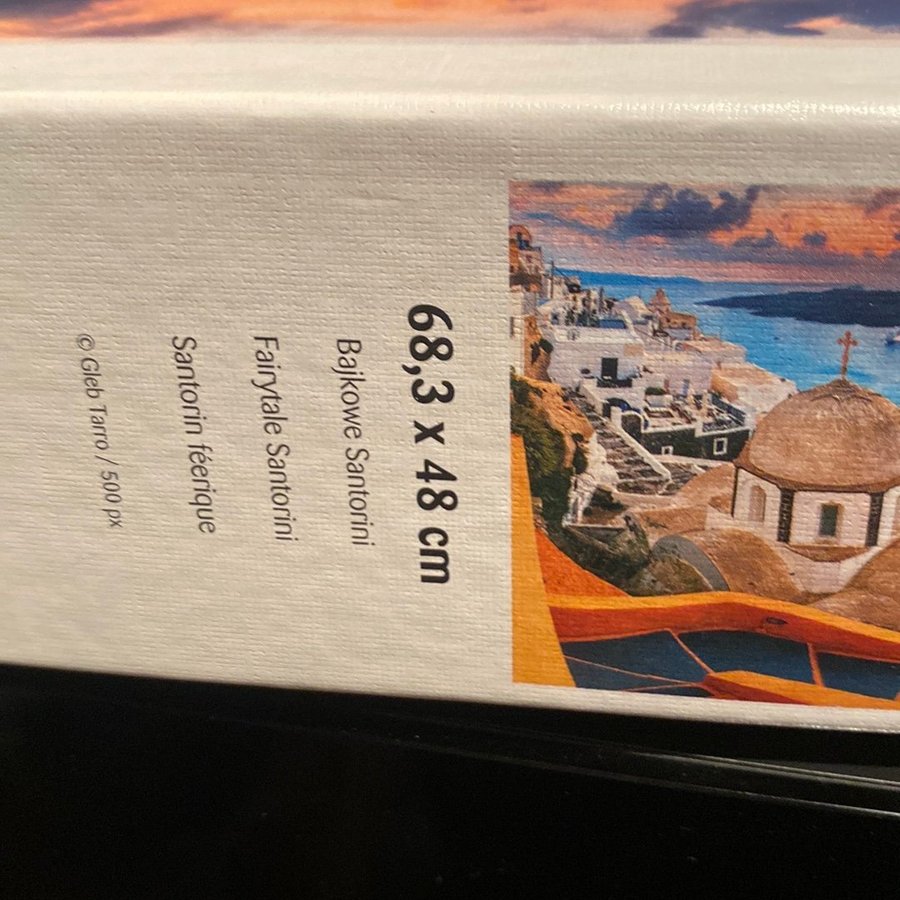 68,3 x 48 cm
Bajkowe Santorini
Fairytale Santorini
Santorin féerique
© Gleb Tarro / 500 px